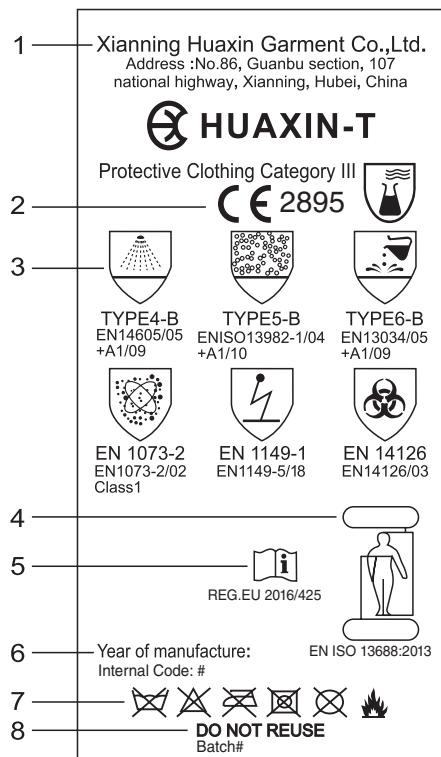 1
Xianning Huaxin Garment Co.,Ltd.
Address :No.86, Guanbu section, 107
national highway, Xianning, Hubei, China
HUAXIN-T
Protective Clothing Category III
2
CE 2895
3
TYPE4-B
EN14605/05
+A1/09
TYPE5-B
ENISO13982-1/04
+A1/10
TYPE6-B
EN13034/05
+A1/09
EN 1073-2
EN1073-2/02
Class1
EN 1149-1
EN1149-5/18
EN 14126
EN14126/03
4
5
i
REG.EU 2016/425
EN ISO 13688:2013
6
Year of manufacture:
Internal Code: #
7
8
DO NOT REUSE
Batch#